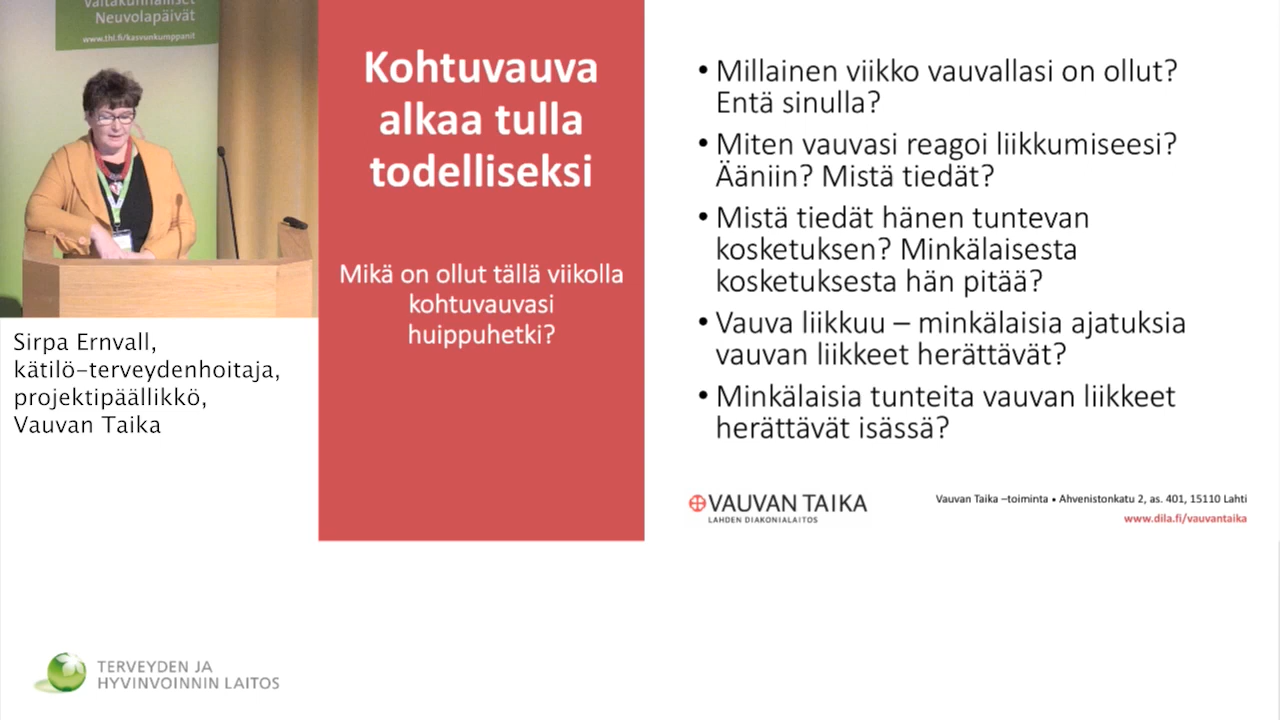 Valtakunnalliset
Neuvolapäivät
www.thl.fi/kasvunkumppanit
Sirpa Ernvall,
kätilö-terveydenhoitaja,
projektipäällikkö,
Vauvan Taika
Kohtuvauva
alkaa tulla
todelliseksi
Mikä on ollut tällä viikolla
kohtuvauvasi
huippuhetki?
• Millainen viikko vauvallasi on ollut?
Entä sinulla?
• Miten vauvasi reagoi liikkumiseesi?
Ääniin? Mistä tiedät?
• Mistä tiedät hänen tuntevan
kosketuksen? Minkälaisesta
kosketuksesta hän pitää?
• Vauva liikkuu – minkälaisia ajatuksia
vauvan liikkeet herättävät?
• Minkälaisia tunteita vauvan liikkeet
herättävät isässä?
VAUVAN TAIKA
LAHDEN DIAKONIALAITOS
Vauvan Taika –toiminta • Ahvenistonkatu 2, as. 401, 15110 Lahti
www.dila.fi/vauvantaika
TERVEYDEN JA
HYVINVOINNIN LAITOS